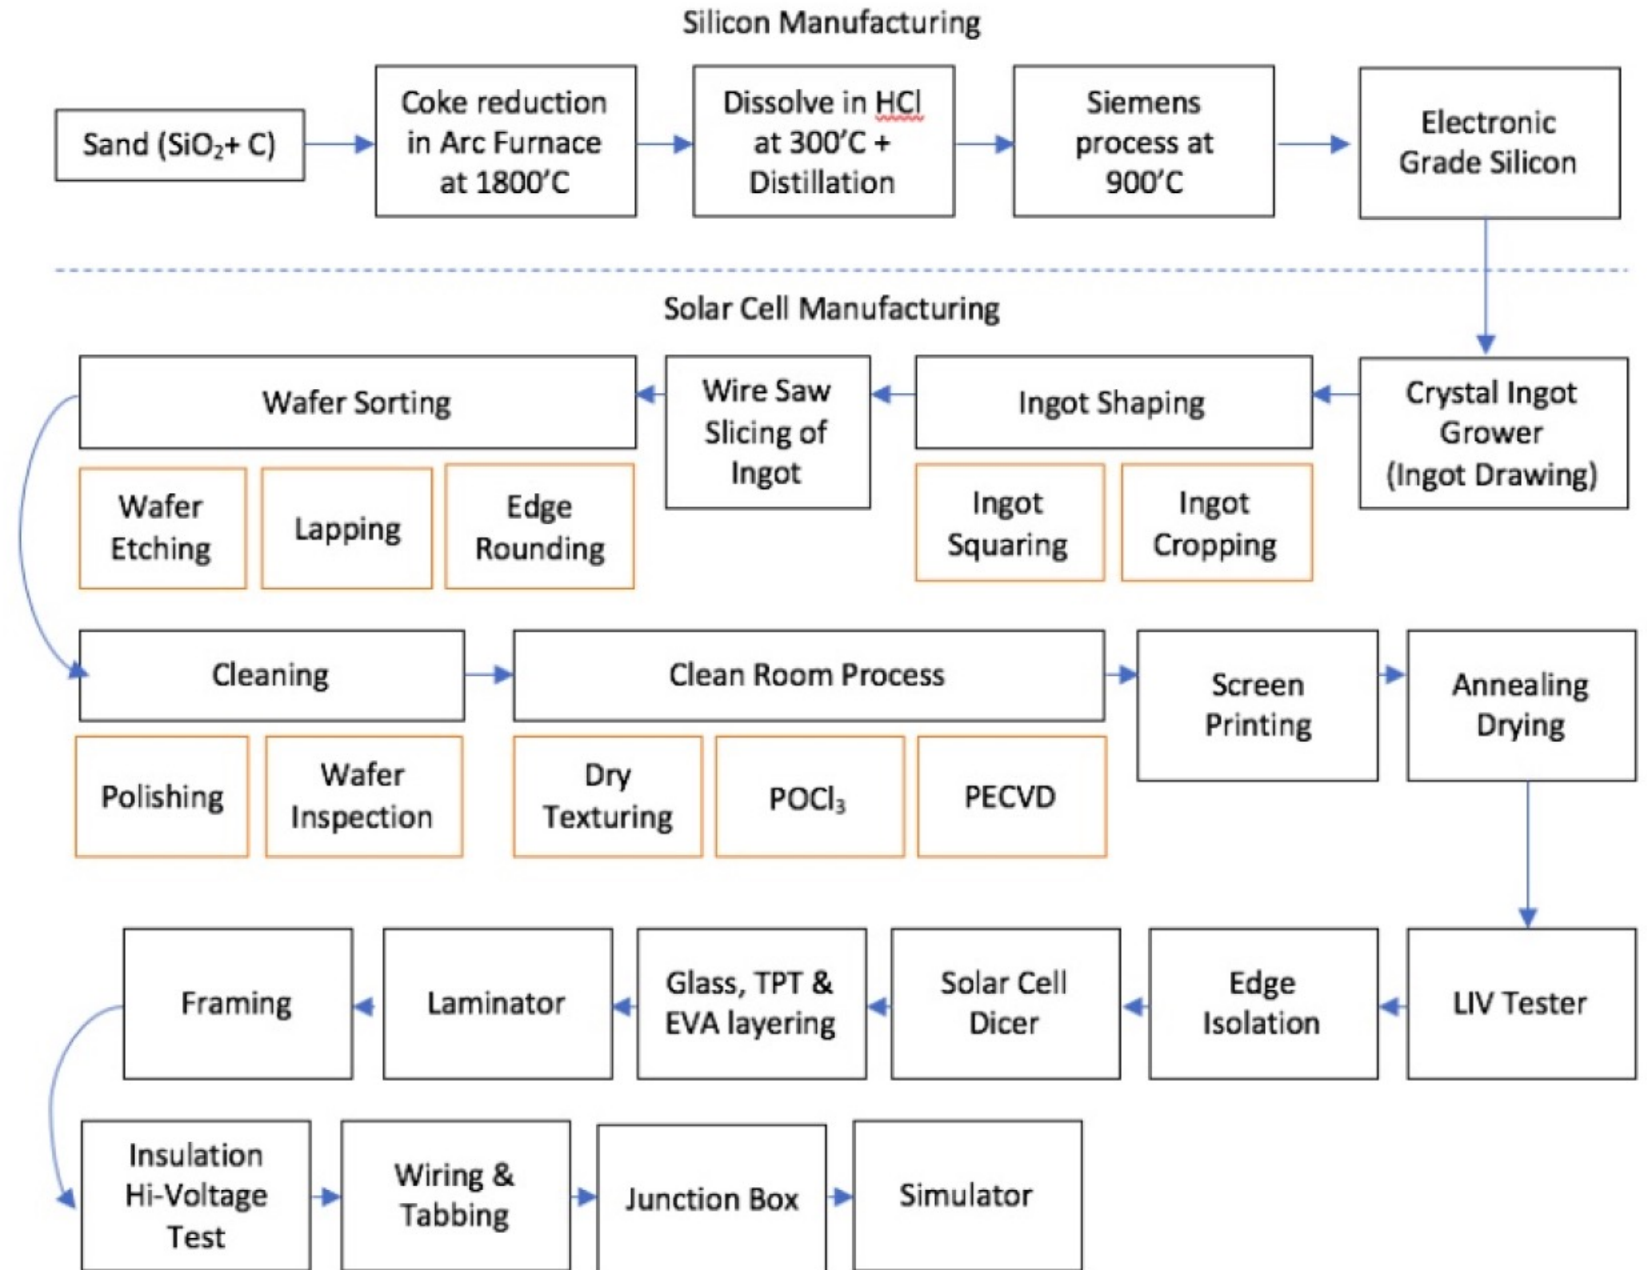 Silicon Manufacturing
Sand (SiO₂+ C)
Coke reduction
in Arc Furnace
at 1800’C
Dissolve in HCl
at 300’C +
Distillation
Siemens
process at
900’C
Electronic
Grade Silicon
Solar Cell Manufacturing
Crystal Ingot
Grower
(Ingot Drawing)
Ingot Shaping
Ingot
Squaring
Ingot
Cropping
Wire Saw
Slicing of
Ingot
Wafer Sorting
Wafer
Etching
Lapping
Edge
Rounding
Cleaning
Polishing
Wafer
Inspection
Clean Room Process
Dry
Texturing
POCl₃
PECVD
Screen
Printing
Annealing
Drying
LIV Tester
Edge
Isolation
Solar Cell
Dicer
Glass, TPT &
EVA layering
Laminator
Framing
Insulation
Hi-Voltage
Test
Wiring &
Tabbing
Junction Box
Simulator